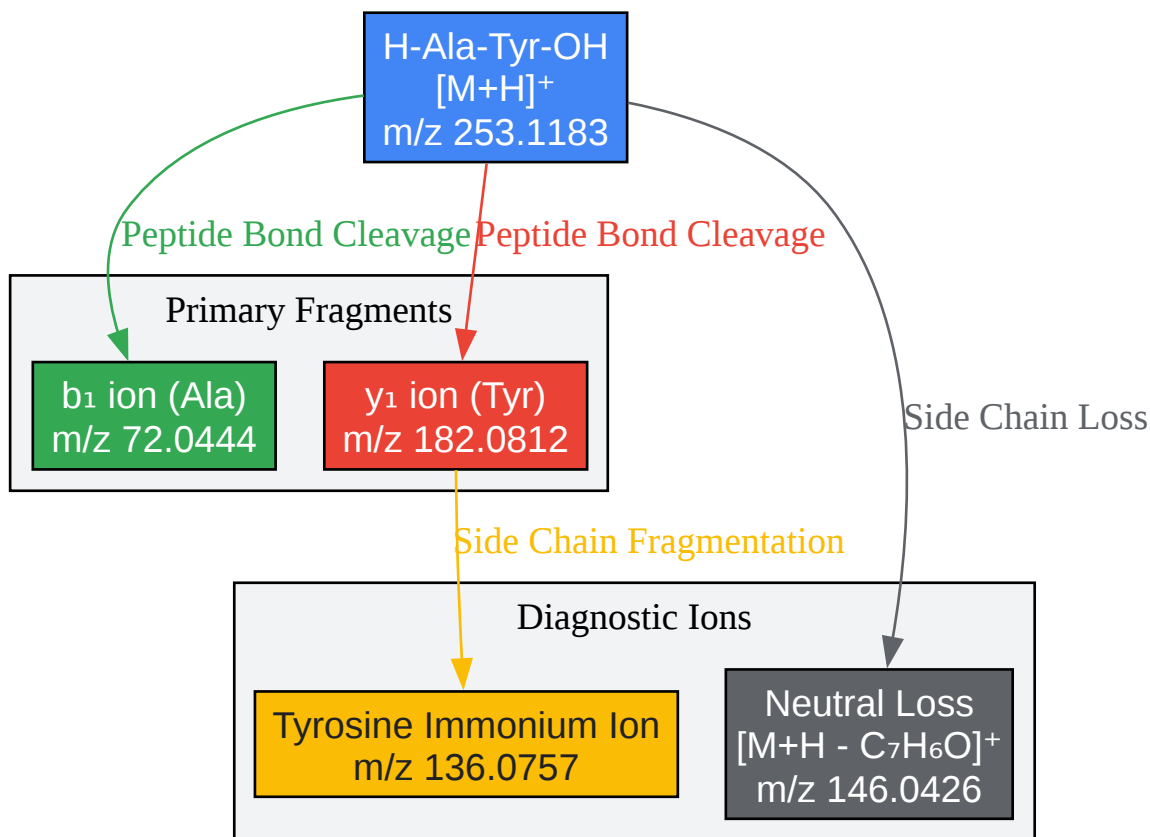 H-Ala-Tyr-OH
[M+H]⁺
m/z 253.1183
Peptide Bond Cleavage
Peptide Bond Cleavage
Primary Fragments
b₁ ion (Ala)
m/z 72.0444
y₁ ion (Tyr)
m/z 182.0812
Side Chain Loss
Side Chain Fragmentation
Diagnostic Ions
Tyrosine Immonium Ion
m/z 136.0757
Neutral Loss
[M+H - C₇H₆O]⁺
m/z 146.0426